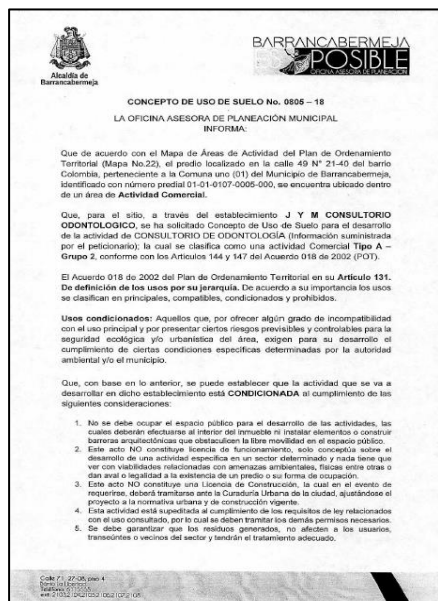 Alcaldía de
Barrancabermeja
BARRANCABERMEJA
POSIBLE
OFICINA ASESORA DE PLANEACIÓN
CONCEPTO DE USO DE SUELO No. 0805 – 18
LA OFICINA ASESORA DE PLANEACIÓN MUNICIPAL
INFORMA:
Que de acuerdo con el Mapa de Áreas de Actividad del Plan de Ordenamiento
Territorial (Mapa No.22), el predio localizado en la calle 49 N° 21-40 del barrio
Colombia, perteneciente a la Comuna uno (01) del Municipio de Barrancabermeja,
identificado con número predial 01-01-0107-0005-000, se encuentra ubicado dentro
de un área de Actividad Comercial.
Que, para el sitio, a través del establecimiento J Y M CONSULTORIO
ODONTOLOGICO, se ha solicitado Concepto de Uso de Suelo para el desarrollo
de la actividad de CONSULTORIO DE ODONTOLOGÍA (Información suministrada
por el peticionario); la cual se clasifica como una actividad Comercial Tipo A –
Grupo 2, conforme con los Artículos 144 y 147 del Acuerdo 018 de 2002 (POT).
El Acuerdo 018 de 2002 del Plan de Ordenamiento Territorial en su Artículo 131.
De definición de los usos por su jerarquía. De acuerdo a su importancia los usos
se clasifican en principales, compatibles, condicionados y prohibidos.
Usos condicionados: Aquellos que, por ofrecer algún grado de incompatibilidad
con el uso principal y por presentar ciertos riesgos previsibles y controlables para la
seguridad ecológica y/o urbanística del área, exigen para su desarrollo el
cumplimiento de ciertas condiciones específicas determinadas por la autoridad
ambiental y/o el municipio.
Que, con base en lo anterior, se puede establecer que la actividad que se va a
desarrollar en dicho establecimiento está CONDICIONADA al cumplimiento de las
siguientes consideraciones:
1. No se debe ocupar el espacio público para el desarrollo de las actividades, las
cuales deberán efectuarse al interior del inmueble ni instalar elementos o construir
barreras arquitectónicas que obstaculicen la libre movilidad en el espacio público.
2. Este acto NO constituye licencia de funcionamiento, solo conceptúa sobre el
desarrollo de una actividad específica en un sector determinado y nada tiene que
ver con viabilidades relacionadas con amenazas ambientales, físicas entre otras o
dan aval o legalidad a la existencia del predio o su forma de ocupación.
3. Este acto NO constituye una Licencia de Construcción, la cual en el evento de
requerirse, deberá tramitarse ante la Curaduría Urbana de la ciudad, ajustándose el
proyecto a la normativa urbana y de construcción vigente.
4. Esta actividad está supeditada al cumplimiento de los requisitos de ley relacionados
con el uso consultado, por lo cual se deben tramitar los demás permisos necesarios.
5. Se debe garantizar que los residuos generados, no afecten a los usuarios,
transeúntes o vecinos del sector y tendrán el tratamiento adecuado.
Barrio La Libertad